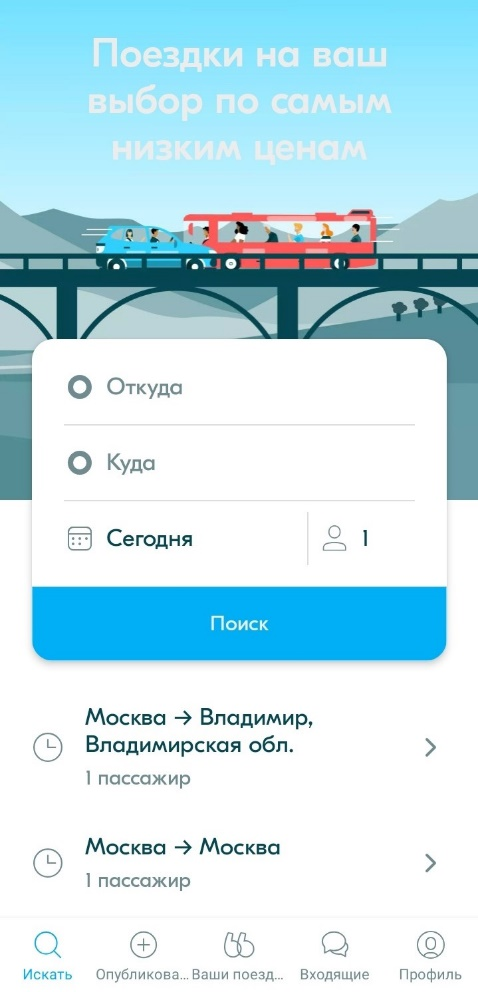 Поездки на ваш
выбор по самым
низким ценам
Откуда
Куда
Сегодня
1
Поиск
Москва → Владимир,
Владимирская обл.
1 пассажир
Москва → Москва
1 пассажир
Искать
Опубликова...
Ваши поезд...
Входящие
Профиль